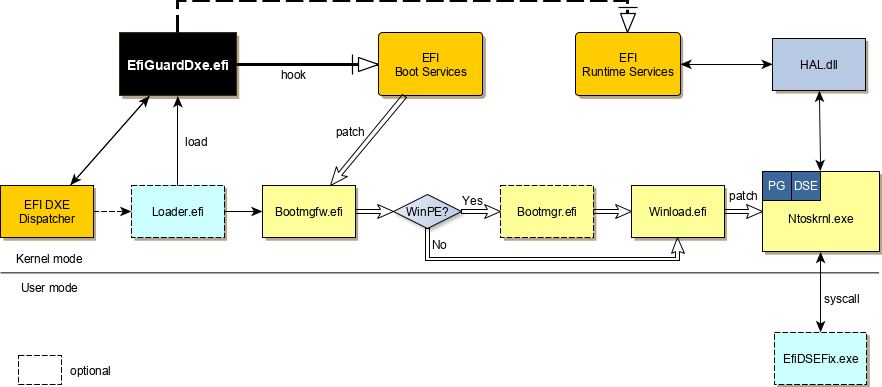 EfiGuardDxe.efi
hook
EFI
Boot Services
EFI
Runtime Services
HAL.dll
load
patch
EFI DXE
Dispatcher
Loader.efi
Bootmgfw.efi
WinPE?
Yes
No
Bootmgr.efi
Winload.efi
patch
PG
DSE
Ntoskrnl.exe
Kernel mode
User mode
syscall
EfiDSEFix.exe
optional